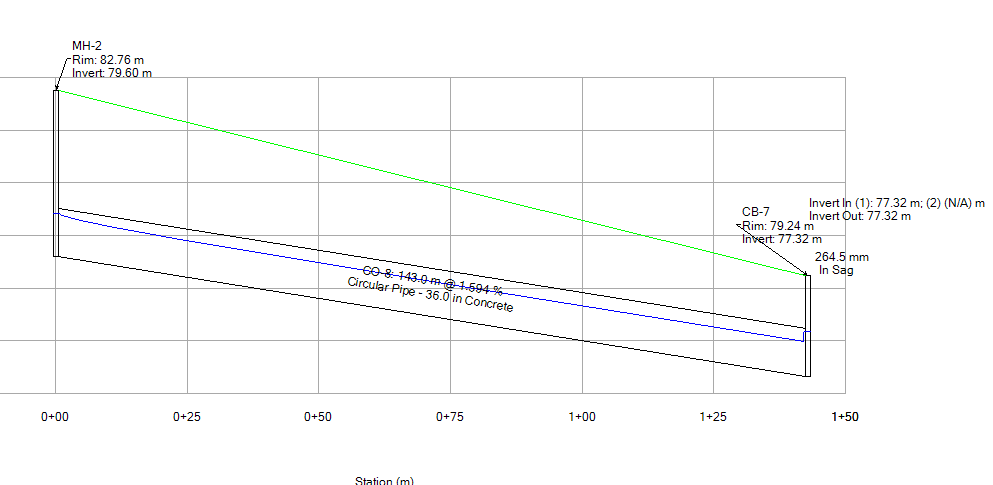 MH-2
Rim: 82.76 m
Invert: 79.60 m
Invert In (1): 77.32 m; (2) (N/A) m
Invert Out: 77.32 m
CB-7
Rim: 79.24 m
Invert: 77.32 m
264.5 mm
In Sag
CO-8: 143.0 m @ 1.594 %
Circular Pipe - 36.0 in Concrete
0+00 0+25 0+50 0+75 1+00 1+25 1+50
Station (m)